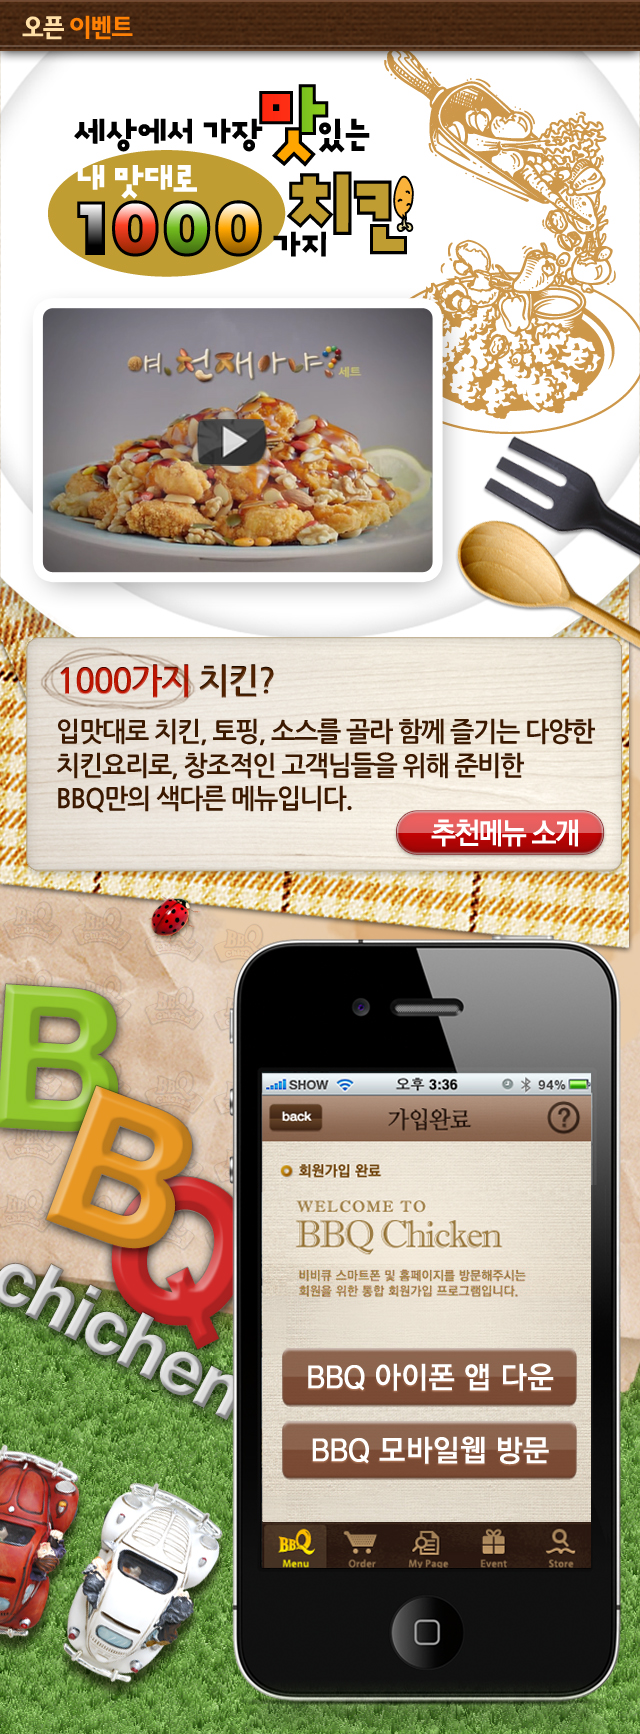 오픈 이벤트
세상에서 가장 맛있는
내 맛대로
1000 가지 치킨
얘, 천재아냐?
세트
1000가지 치킨?
입맛대로 치킨, 토핑, 소스를 골라 함께 즐기는 다양한
치킨요리로, 창조적인 고객님들을 위해 준비한
BBQ만의 색다른 메뉴입니다.
추천메뉴 소개
BBQ
chichen
SHOW 오후 3:36 94%
back 가입완료 ?
회원가입 완료
WELCOME TO
BBQ Chicken
비비큐 스마트폰 및 홈페이지를 방문해주시는
회원을 위한 통합 회원가입 프로그램입니다.
BBQ 아이폰 앱 다운
BBQ 모바일웹 방문
BBQ
Menu Order My Page Event Store